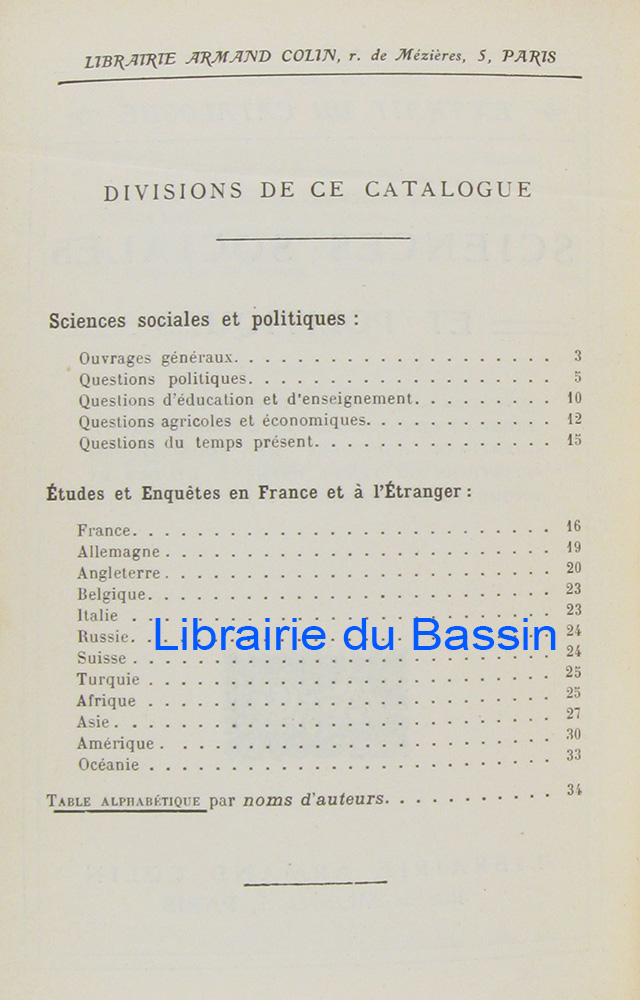 LIBRAIRIE ARMAND COLIN, r. de Mézières, 5, PARIS
DIVISIONS DE CE CATALOGUE
Sciences sociales et politiques :
Ouvrages généraux. . . . . . . . . . . . . . . . . . . . 3
Questions politiques. . . . . . . . . . . . . . . . . . . 5
Questions d'éducation et d'enseignement. . . . . . . . . 10
Questions agricoles et économiques. . . . . . . . . . . . 12
Questions du temps présent. . . . . . . . . . . . . . . 15
Études et Enquêtes en France et à l'Étranger :
France. . . . . . . . . . . . . . . . . . . . . . . . . . 16
Allemagne . . . . . . . . . . . . . . . . . . . . . . . . 19
Angleterre . . . . . . . . . . . . . . . . . . . . . . . . 20
Belgique. . . . . . . . . . . . . . . . . . . . . . . . . 23
Italie . . . . . . . . . . . . . . . . . . . . . . . . . . 23
Russie. . . . . . . . . . . . . . . . . . . . . . . . . . 24
Librairie du Bassin
Suisse . . . . . . . . . . . . . . . . . . . . . . . . . . 24
Turquie . . . . . . . . . . . . . . . . . . . . . . . . . 25
Afrique . . . . . . . . . . . . . . . . . . . . . . . . . 25
Asie. . . . . . . . . . . . . . . . . . . . . . . . . . . 27
Amérique . . . . . . . . . . . . . . . . . . . . . . . . 30
Océanie . . . . . . . . . . . . . . . . . . . . . . . . . 33
TABLE ALPHABÉTIQUE par noms d'auteurs. . . . . . . . . . . 34